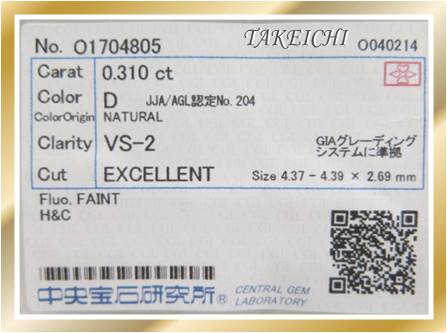 No. O1704805 TAKEICHI O040214
Carat 0.310 ct
Color D JJA/AGL認定No.204
ColorOrigin NATURAL
Clarity VS-2 GIAグレーディング
システムに準拠
Cut EXCELLENT Size 4.37 - 4.39 × 2.69 mm
Fluo. FAINT
H&C
中央宝石研究所® CENTRAL GEM
LABORATORY